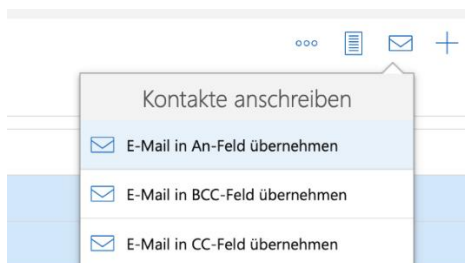 Kontakte anschreiben
E-Mail in An-Feld übernehmen
E-Mail in BCC-Feld übernehmen
E-Mail in CC-Feld übernehmen